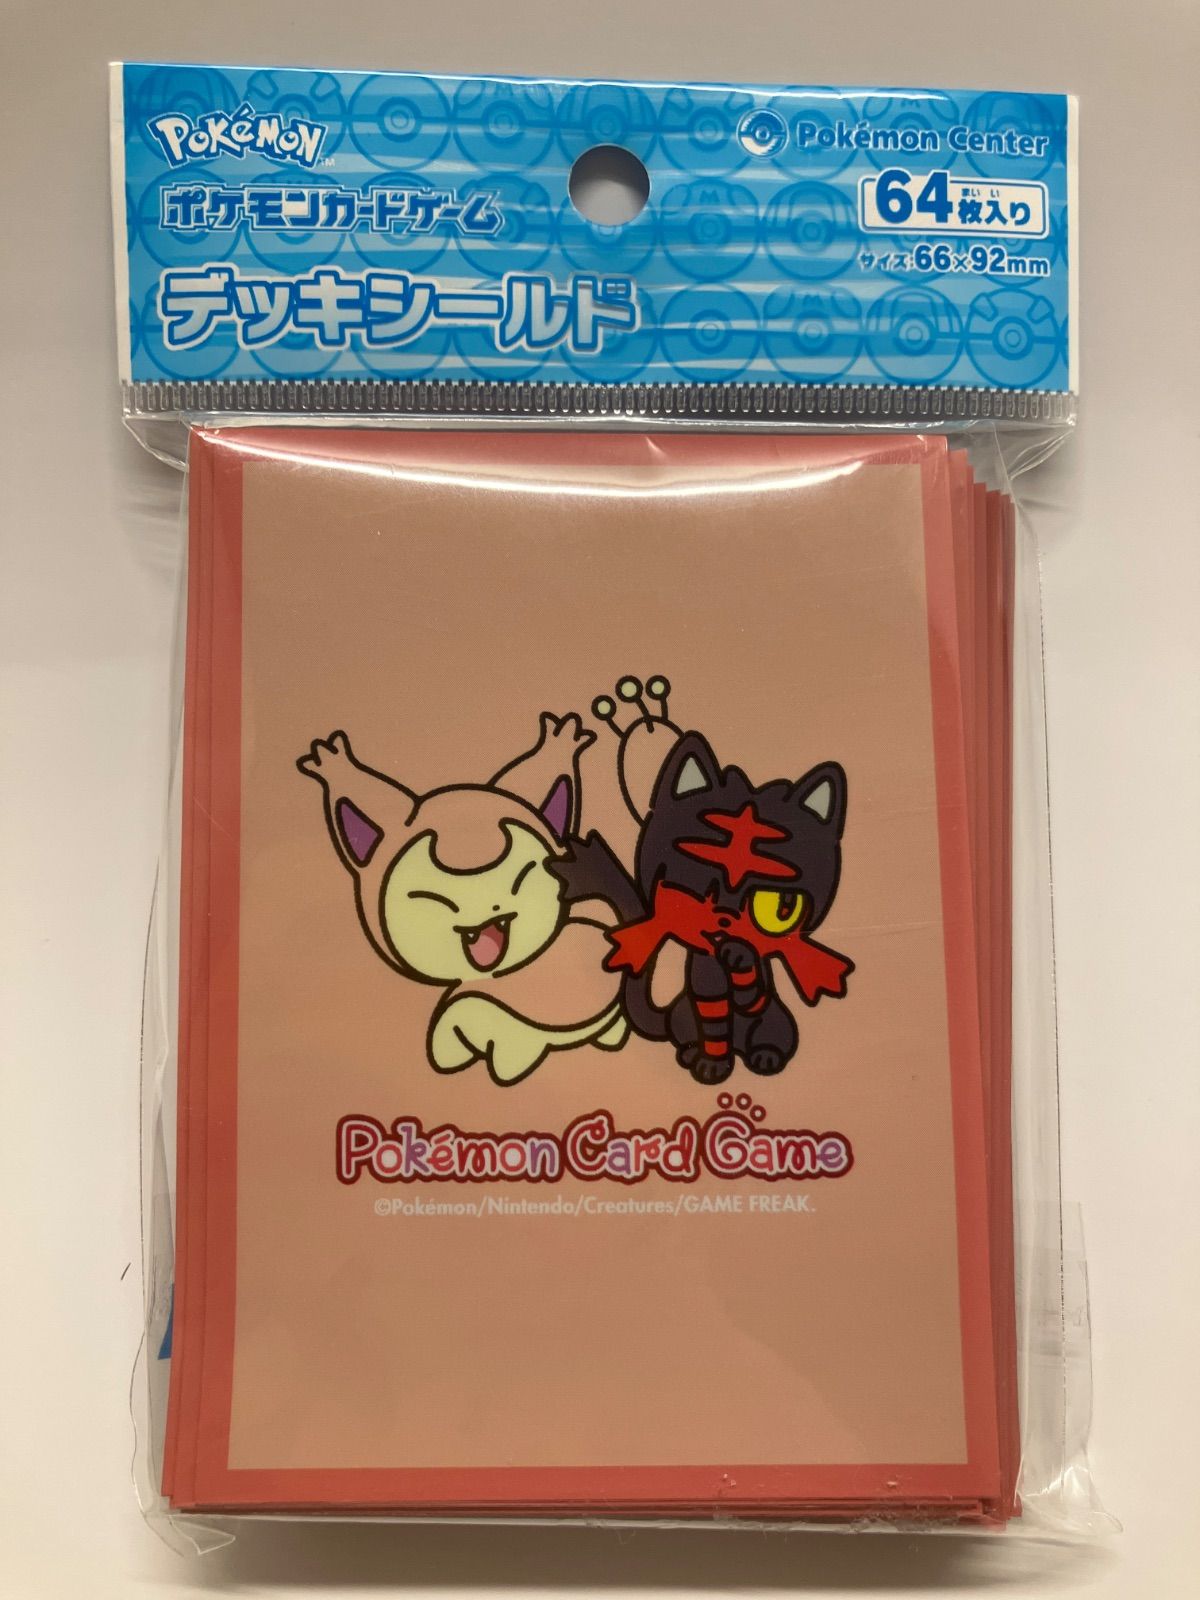 Pokémon TM
Pokémon Center
ポケモンカードゲーム
64枚入り
まいい
サイズ:66×92mm
デッキシールド
Pokémon Card Game
©Pokémon/Nintendo/Creatures/GAME FREAK.